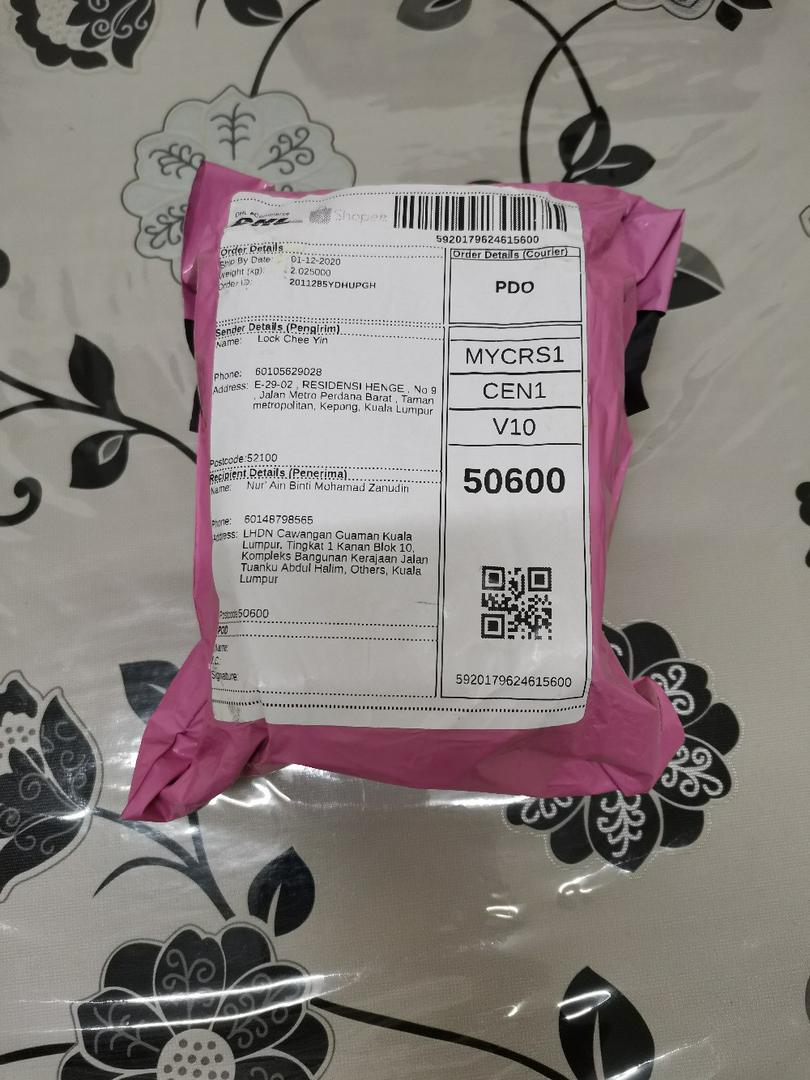 DHL eCommerce
DHL
Shopee
5920179624615600
Order Details
Ship By Date: 01-12-2020
Weight (kg): 2.025000
Order ID: 2011285YDHUPGH
Order Details (Courier)
PDO
Sender Details (Pengirim)
Name: Lock Chee Yin
Phone: 60105629028
Address: E-29-02 , RESIDENSI HENGE , No 9
, Jalan Metro Perdana Barat , Taman
metropolitan, Kepong, Kuala Lumpur
Postcode:52100
MYCRS1
CEN1
V10
50600
Recipient Details (Penerima)
Name: Nur' Ain Binti Mohamad Zanudin
Phone: 60148798565
Address: LHDN Cawangan Guaman Kuala
Lumpur, Tingkat 1 Kanan Blok 10,
Kompleks Bangunan Kerajaan Jalan
Tuanku Abdul Halim, Others, Kuala
Lumpur
Postcode:50600
POD
Name:
I.C:
Signature:
5920179624615600